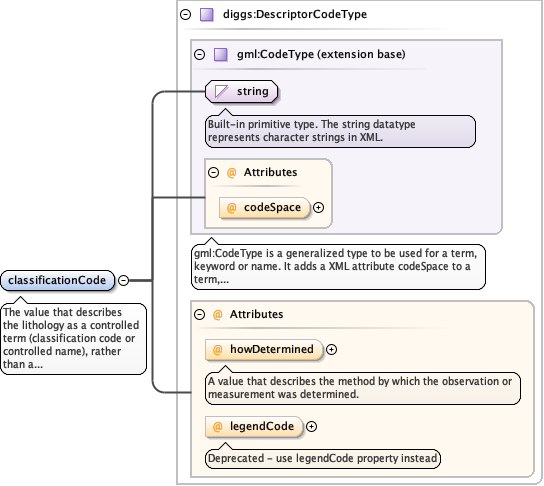 diggs:DescriptorCodeType
gml:CodeType (extension base)
string
Built-in primitive type. The string datatype
represents character strings in XML.
@ Attributes
@ codeSpace
gml:CodeType is a generalized type to be used for a term,
keyword or name. It adds a XML attribute codeSpace to a
term,...
classificationCode
The value that describes
the lithology as a controlled
term (classification code or
controlled name), rather
than a...
@ Attributes
@ howDetermined
A value that describes the method by which the observation or
measurement was determined.
@ legendCode
Deprecated - use legendCode property instead